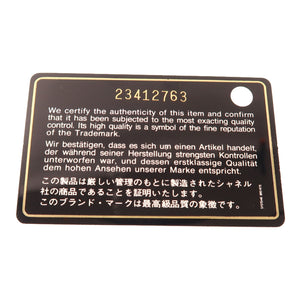 23412763
We certify the authenticity of this item and confirm
that it has been subjected to the most exacting quality
control. Its high quality is a symbol of the fine reputation
of the Trademark.
Wir bestätigen, dass es sich um einen Artikel handelt,
der während seiner Herstellung strengsten Kontrollen
unterworfen war, und dessen erstklassige Qualität
dem hohen Ansehen unserer Marke entspricht.
この製品は厳しい管理のもとに製造されたシャネル
社の商品であることを証明いたします。
このブランド・マークは最高級品質の象徴です。